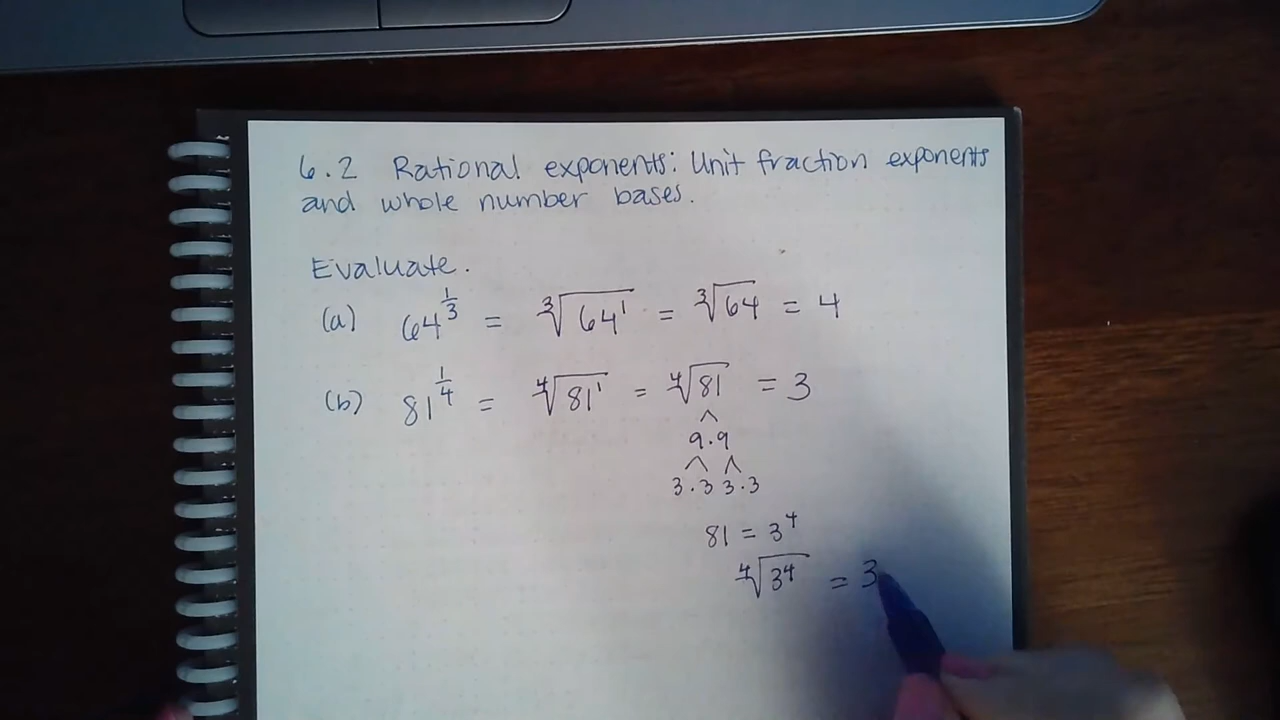 6.2 Rational exponents: Unit fraction exponents
and whole number bases.
Evaluate.
(a) 64^(1/3) = ∛(64¹) = ∛64 = 4
(b) 81^(1/4) = ∜(81¹) = ∜81 = 3
9·9
3·3 3·3
81 = 3⁴
∜(3⁴) = 3